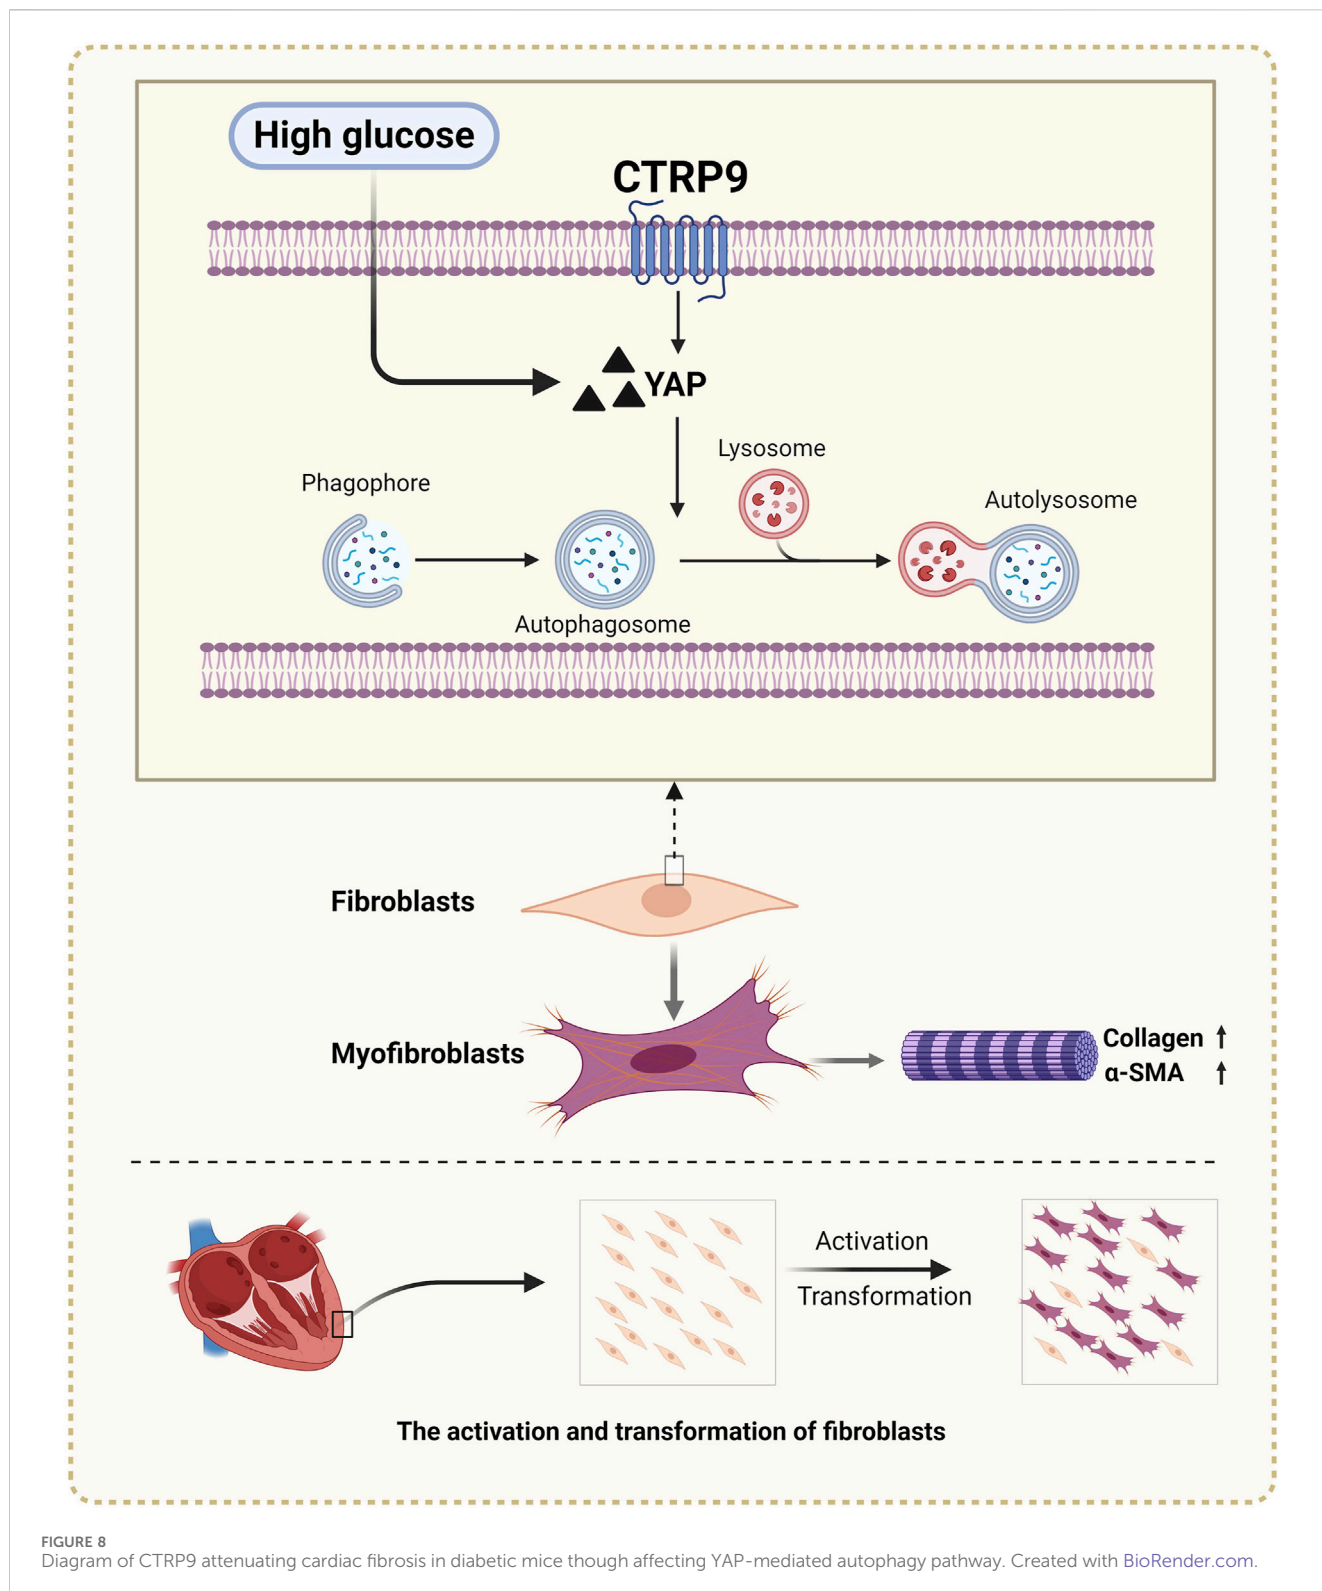 High glucose
CTRP9
YAP
Lysosome
Phagophore
Autolysosome
Autophagosome
Fibroblasts
Myofibroblasts
Collagen ↑
α-SMA ↑
Activation
Transformation
The activation and transformation of fibroblasts
FIGURE 8
Diagram of CTRP9 attenuating cardiac fibrosis in diabetic mice though affecting YAP-mediated autophagy pathway. Created with BioRender.com.